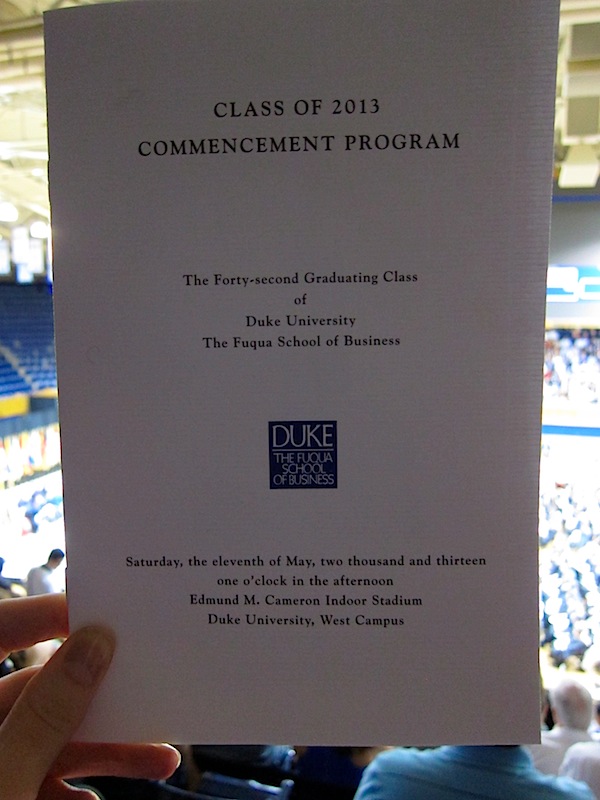 CLASS OF 2013
COMMENCEMENT PROGRAM
The Forty-second Graduating Class
of
Duke University
The Fuqua School of Business
DUKE
THE FUQUA
SCHOOL
OF BUSINESS
Saturday, the eleventh of May, two thousand and thirteen
one o'clock in the afternoon
Edmund M. Cameron Indoor Stadium
Duke University, West Campus